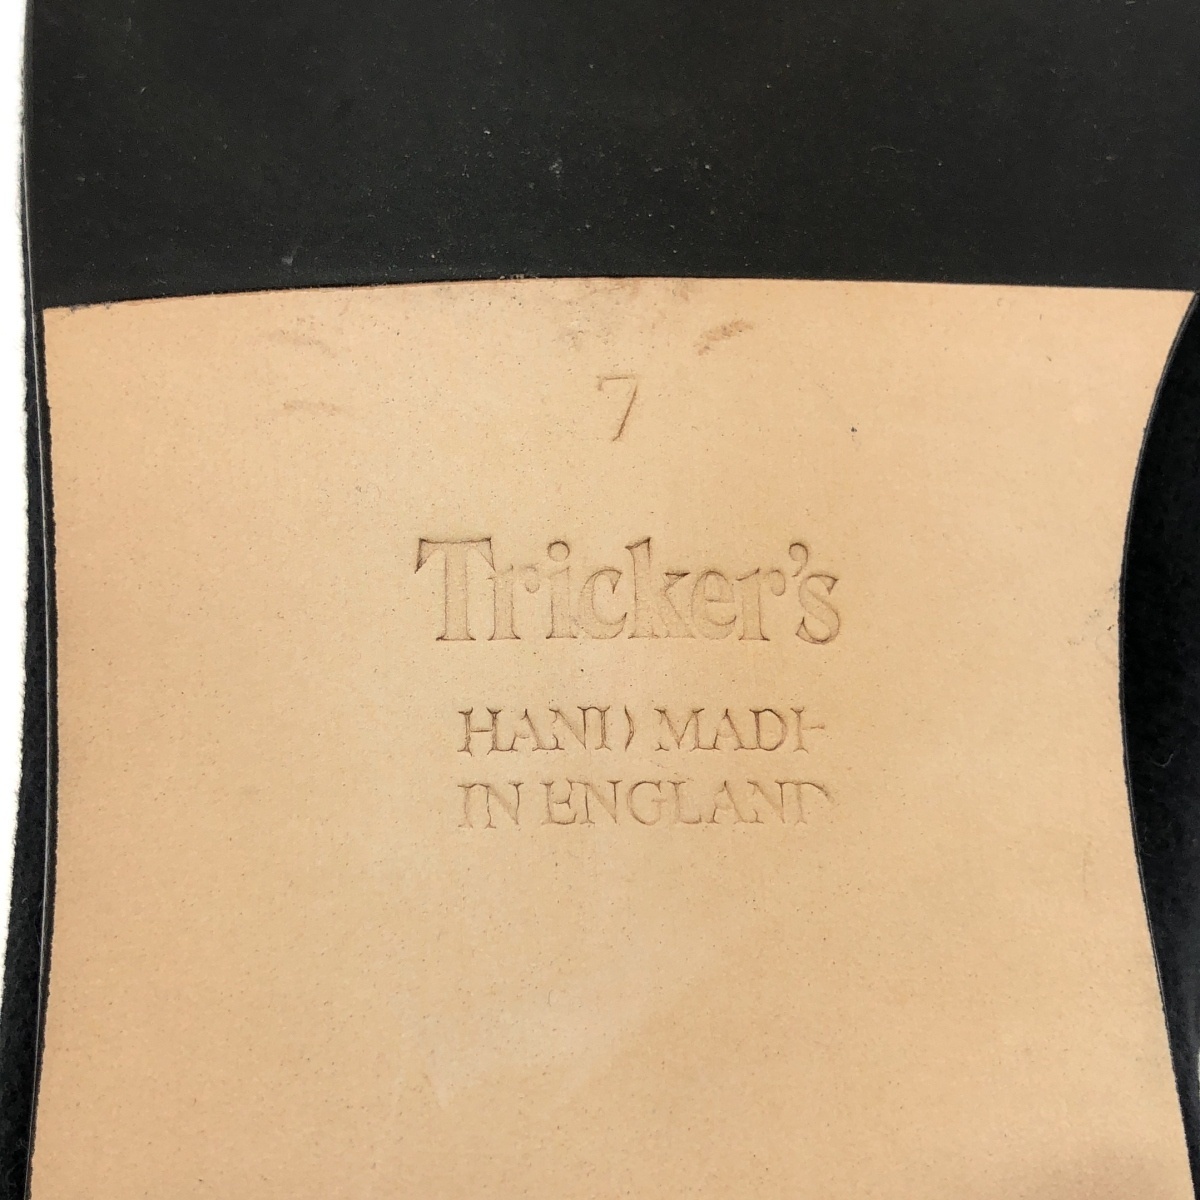 7
Tricker's
HAND MADE
IN ENGLAND